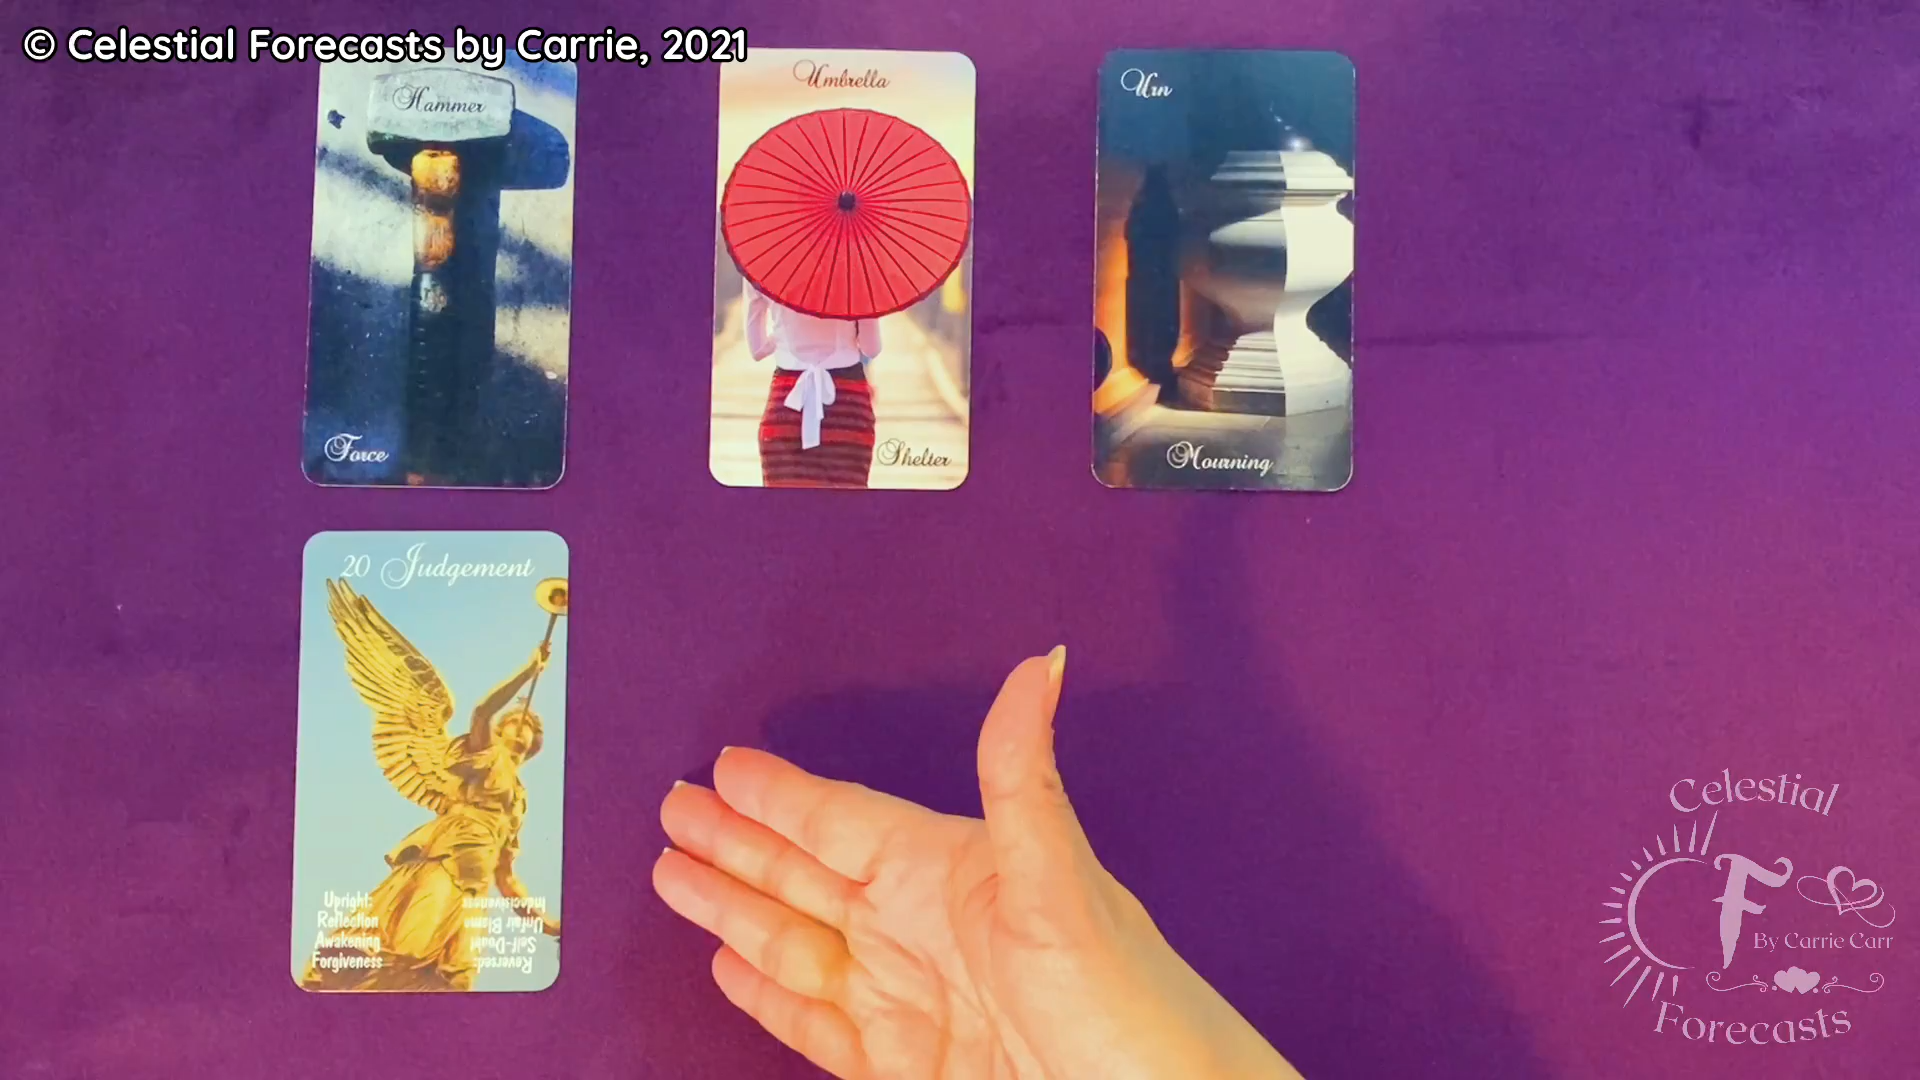 © Celestial Forecasts by Carrie, 2021
Hammer
Force
Umbrella
Shelter
Urn
Mourning
20 Judgement
Upright:
Reflection
Awakening
Forgiveness
Reversed:
Self-Doubt
Unfair Blame
Indecisiveness
Celestial
F
By Carrie Carr
Forecasts